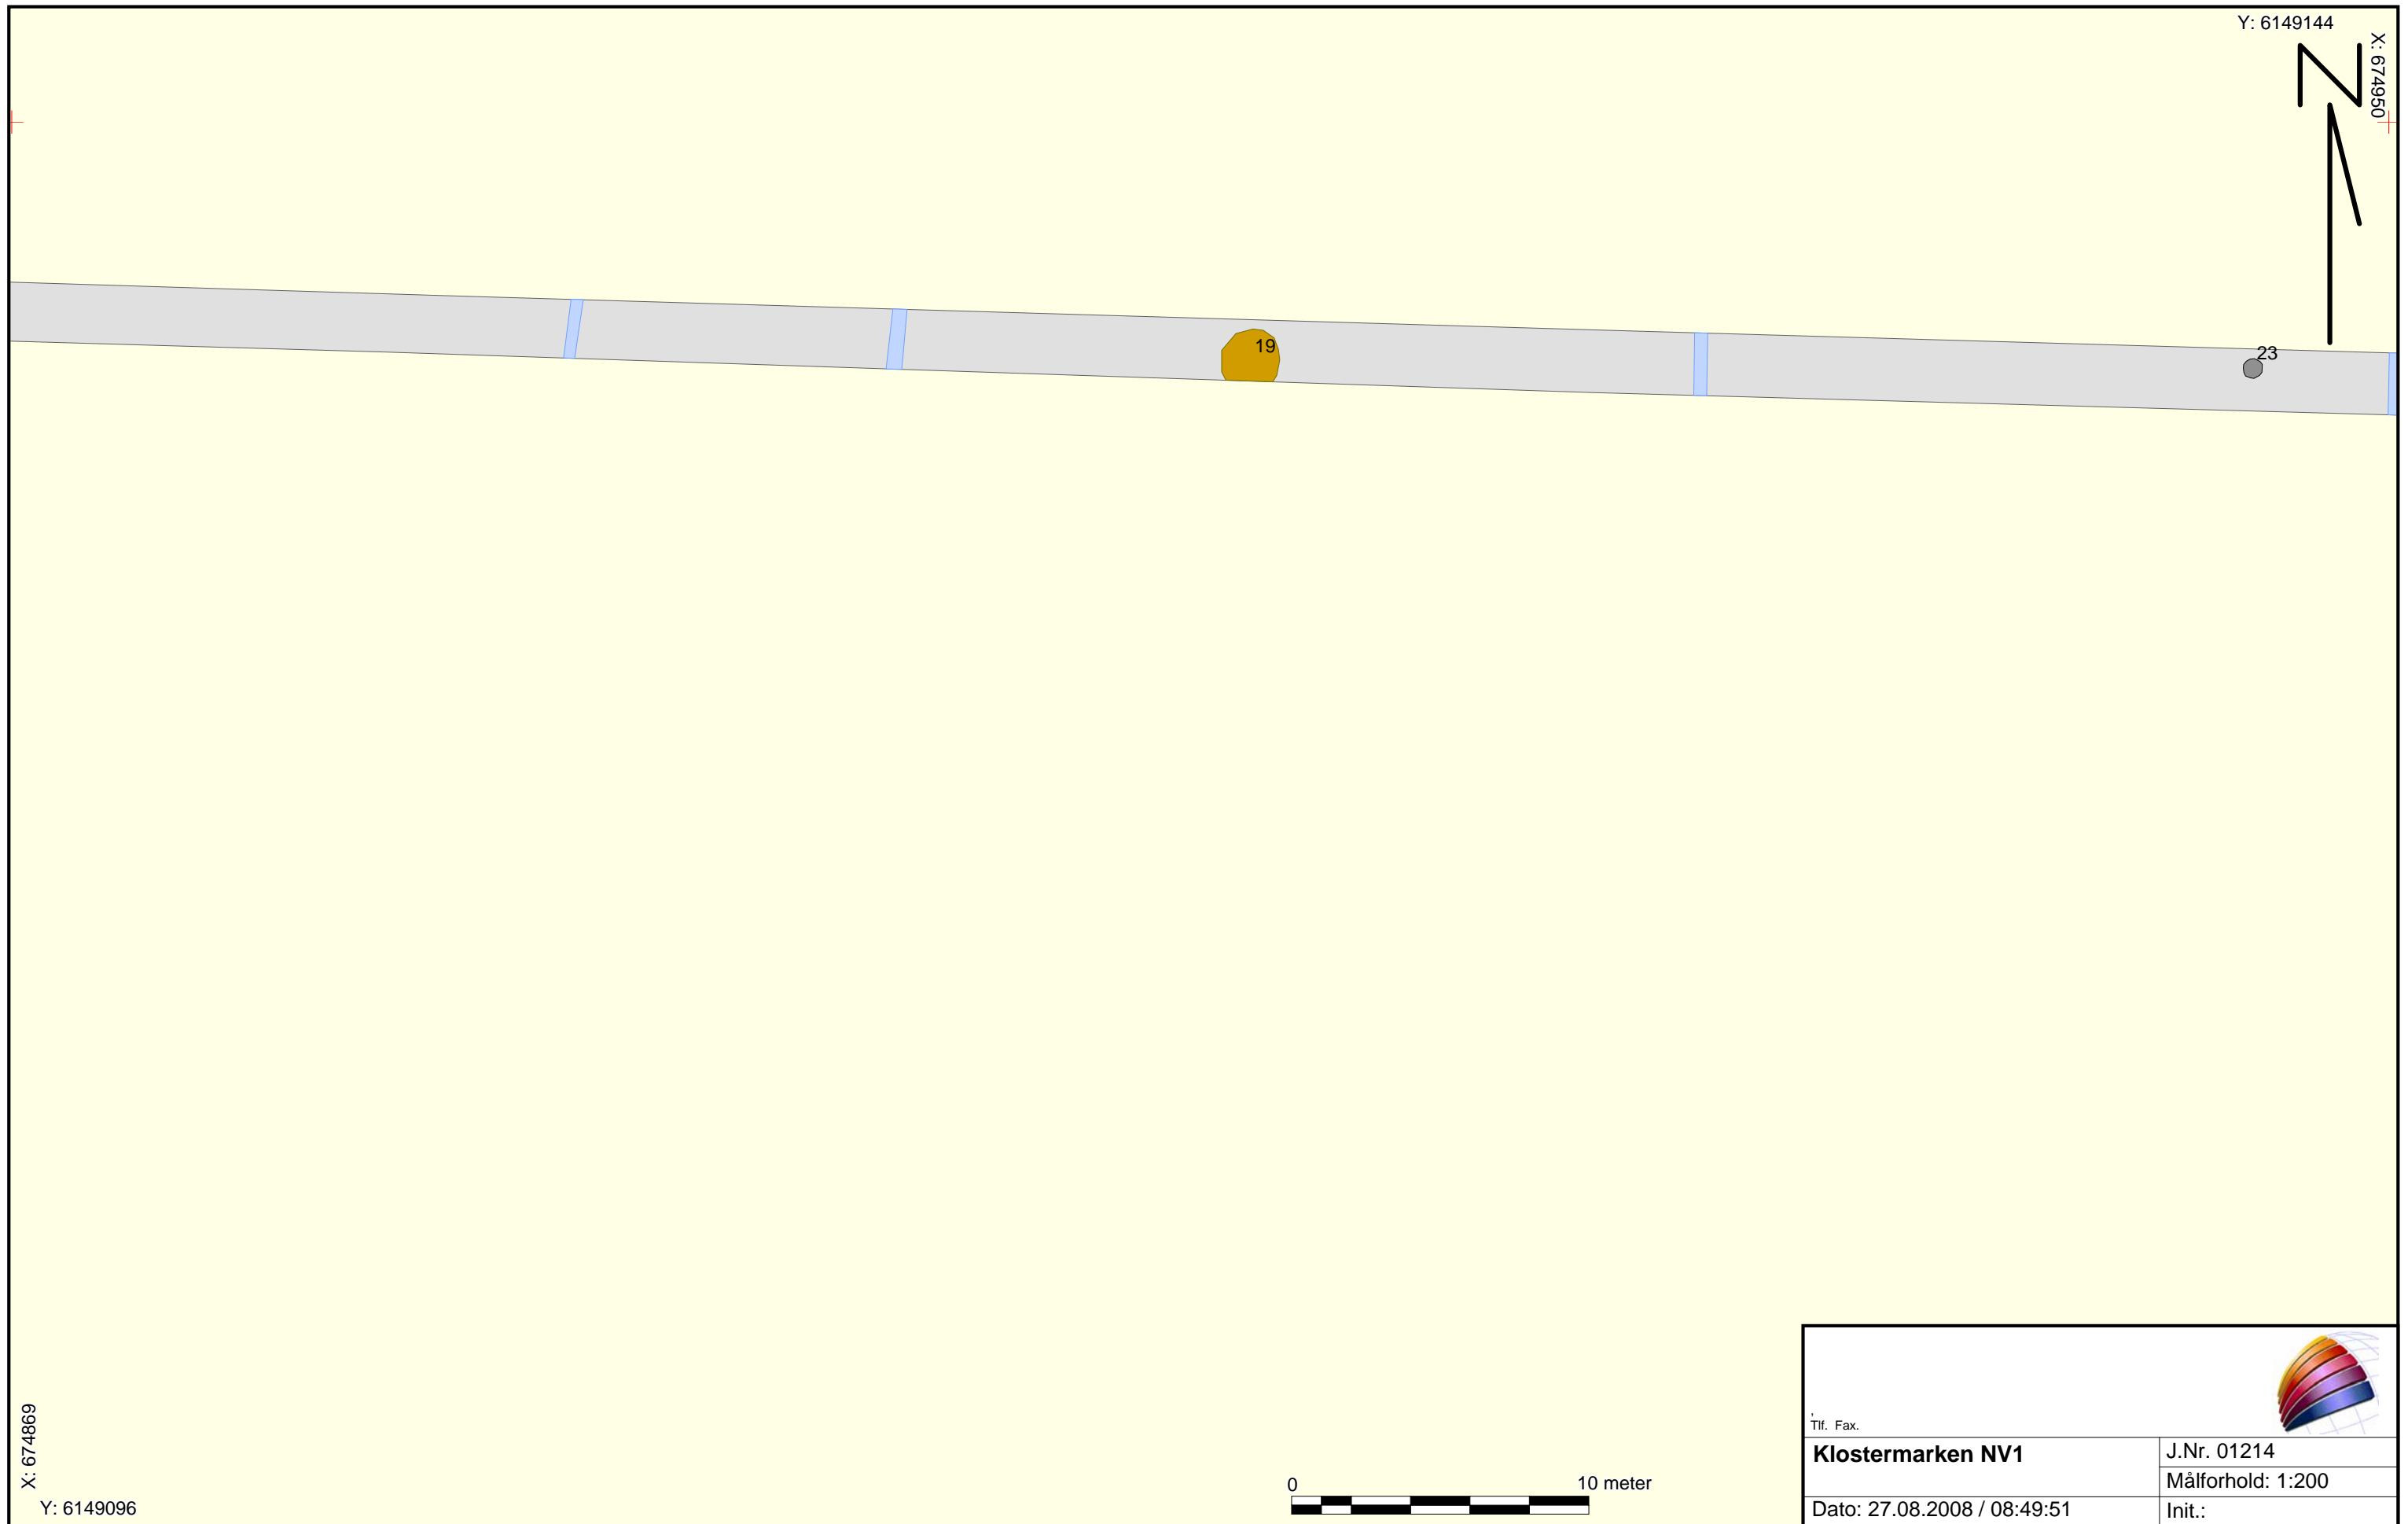 Y: 6149144
X: 674950
19
23
X: 674869
Y: 6149096
0
10 meter
,
Tlf. Fax.
Klostermarken NV1
J.Nr. 01214
Målforhold: 1:200
Dato: 27.08.2008 / 08:49:51
Init.: